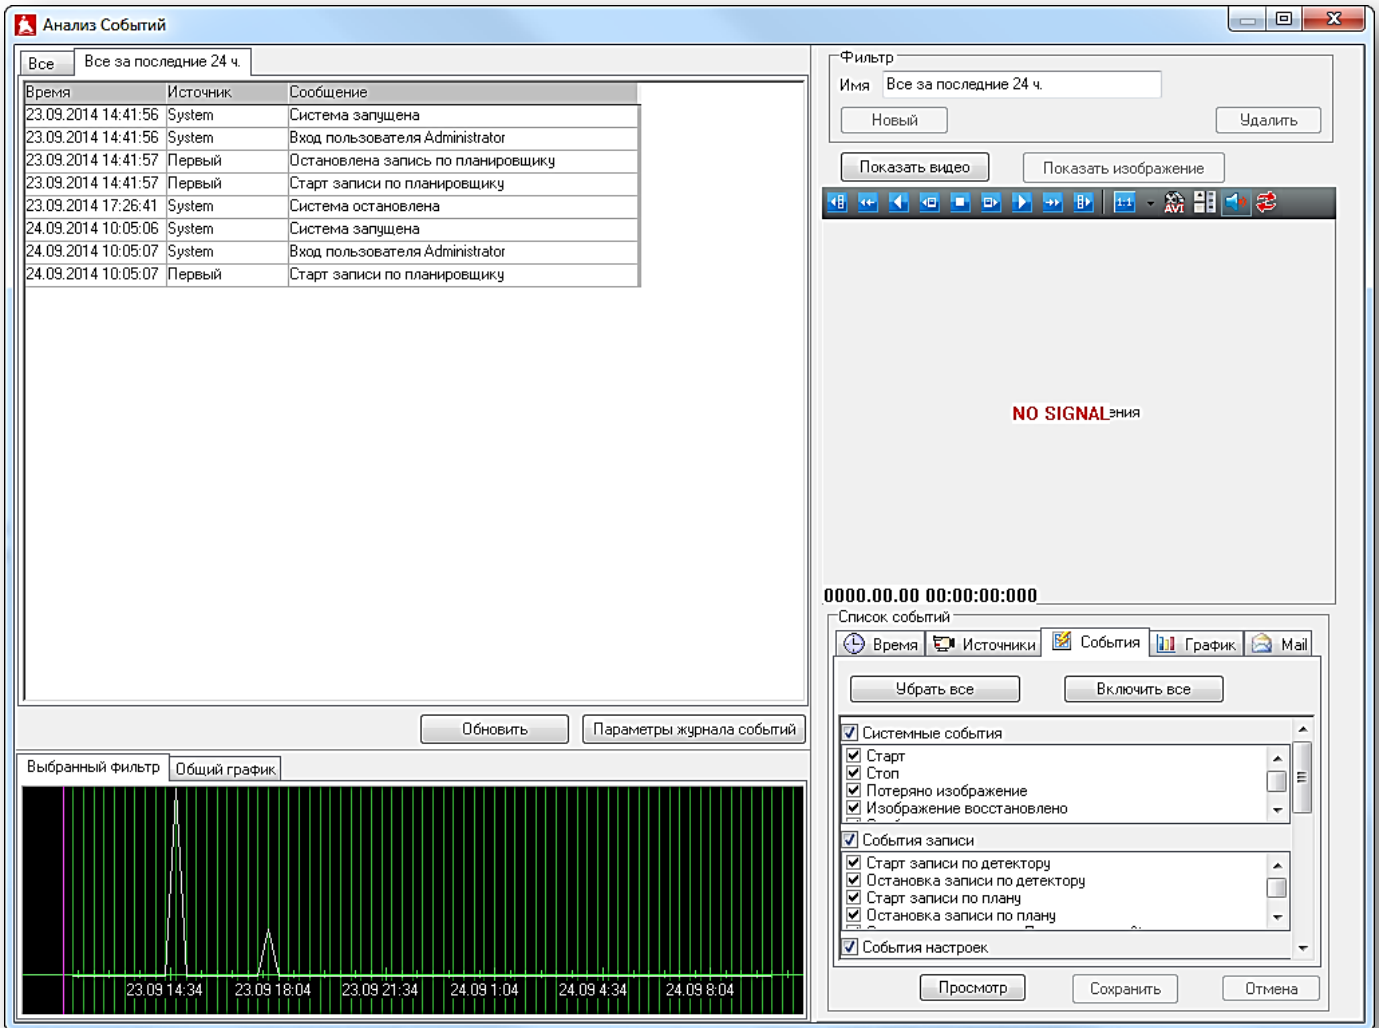 Анализ Событий
Все
Все за последние 24 ч.
Время Источник Сообщение
23.09.2014 14:41:56 System Система запущена
23.09.2014 14:41:56 System Вход пользователя Administrator
23.09.2014 14:41:57 Первый Остановлена запись по планировщику
23.09.2014 14:41:57 Первый Старт записи по планировщику
23.09.2014 17:26:41 System Система остановлена
24.09.2014 10:05:06 System Система запущена
24.09.2014 10:05:07 System Вход пользователя Administrator
24.09.2014 10:05:07 Первый Старт записи по планировщику
Обновить
Параметры журнала событий
Выбранный фильтр
Общий график
23.09 14:34 23.09 18:04 23.09 21:34 24.09 1:04 24.09 4:34 24.09 8:04
Фильтр
Имя Все за последние 24 ч.
Новый
Удалить
Показать видео
Показать изображение
1:1
AVI
NO SIGNAL
0000.00.00 00:00:00:000
Список событий
Время Источники События График Mail
Убрать все
Включить все
Системные события
Старт
Стоп
Потеряно изображение
Изображение восстановлено
События записи
Старт записи по детектору
Остановка записи по детектору
Старт записи по плану
Остановка записи по плану
События настроек
Просмотр
Сохранить
Отмена